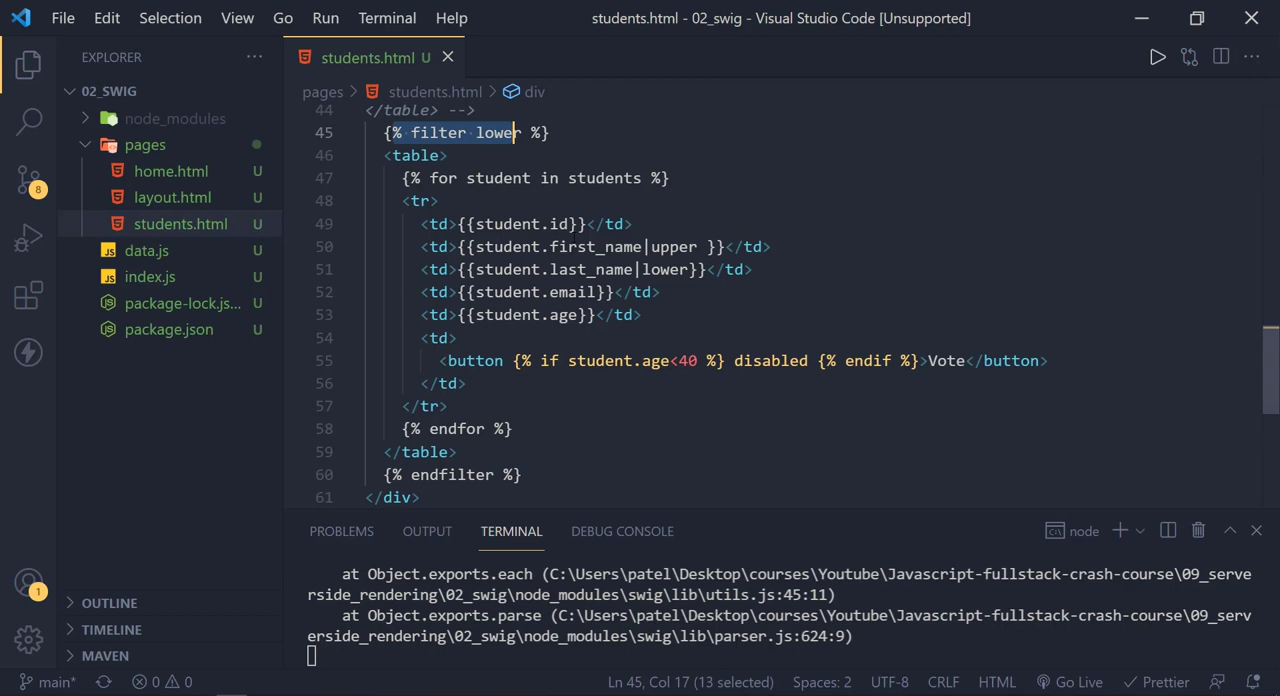 File Edit Selection View Go Run Terminal Help students.html - 02_swig - Visual Studio Code [Unsupported]
EXPLORER
students.html U
02_SWIG
node_modules
pages
home.html U
layout.html U
students.html U
data.js U
index.js U
package-lock.js... U
package.json U
OUTLINE
TIMELINE
MAVEN
8
1
pages > students.html > div
44 </table> -->
45 {% filter lower %}
46 <table>
47 {% for student in students %}
48 <tr>
49 <td>{{student.id}}</td>
50 <td>{{student.first_name|upper }}</td>
51 <td>{{student.last_name|lower}}</td>
52 <td>{{student.email}}</td>
53 <td>{{student.age}}</td>
54 <td>
55 <button {% if student.age<40 %} disabled {% endif %}>Vote</button>
56 </td>
57 </tr>
58 {% endfor %}
59 </table>
60 {% endfilter %}
61 </div>
PROBLEMS OUTPUT TERMINAL DEBUG CONSOLE node
at Object.exports.each (C:\Users\patel\Desktop\courses\Youtube\Javascript-fullstack-crash-course\09_serve
rside_rendering\02_swig\node_modules\swig\lib\utils.js:45:11)
at Object.exports.parse (C:\Users\patel\Desktop\courses\Youtube\Javascript-fullstack-crash-course\09_serv
erside_rendering\02_swig\node_modules\swig\lib\parser.js:624:9)
main* 0 0 Ln 45, Col 17 (13 selected) Spaces: 2 UTF-8 CRLF HTML Go Live Prettier